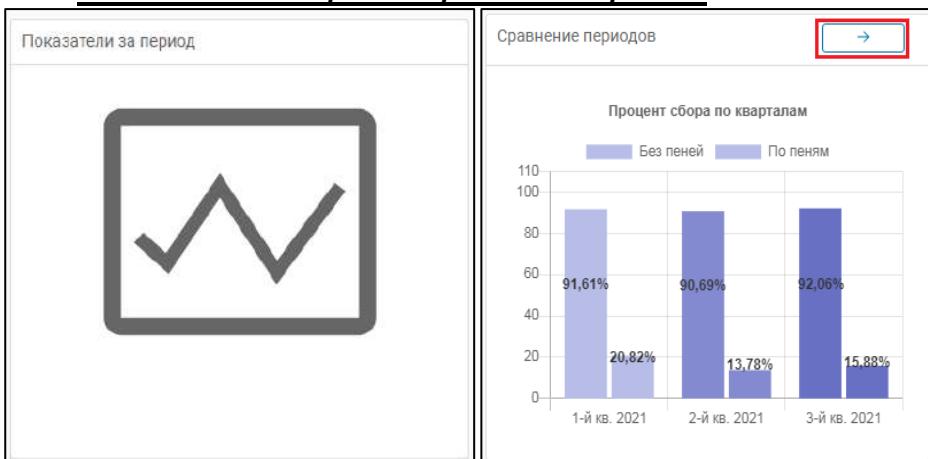 Показатели за период
Сравнение периодов
→
Процент сбора по кварталам
Без пеней По пеням
110
100
80
60
40
20
0
91,61% 90,69% 92,06%
20,82% 13,78% 15,88%
1-й кв. 2021 2-й кв. 2021 3-й кв. 2021